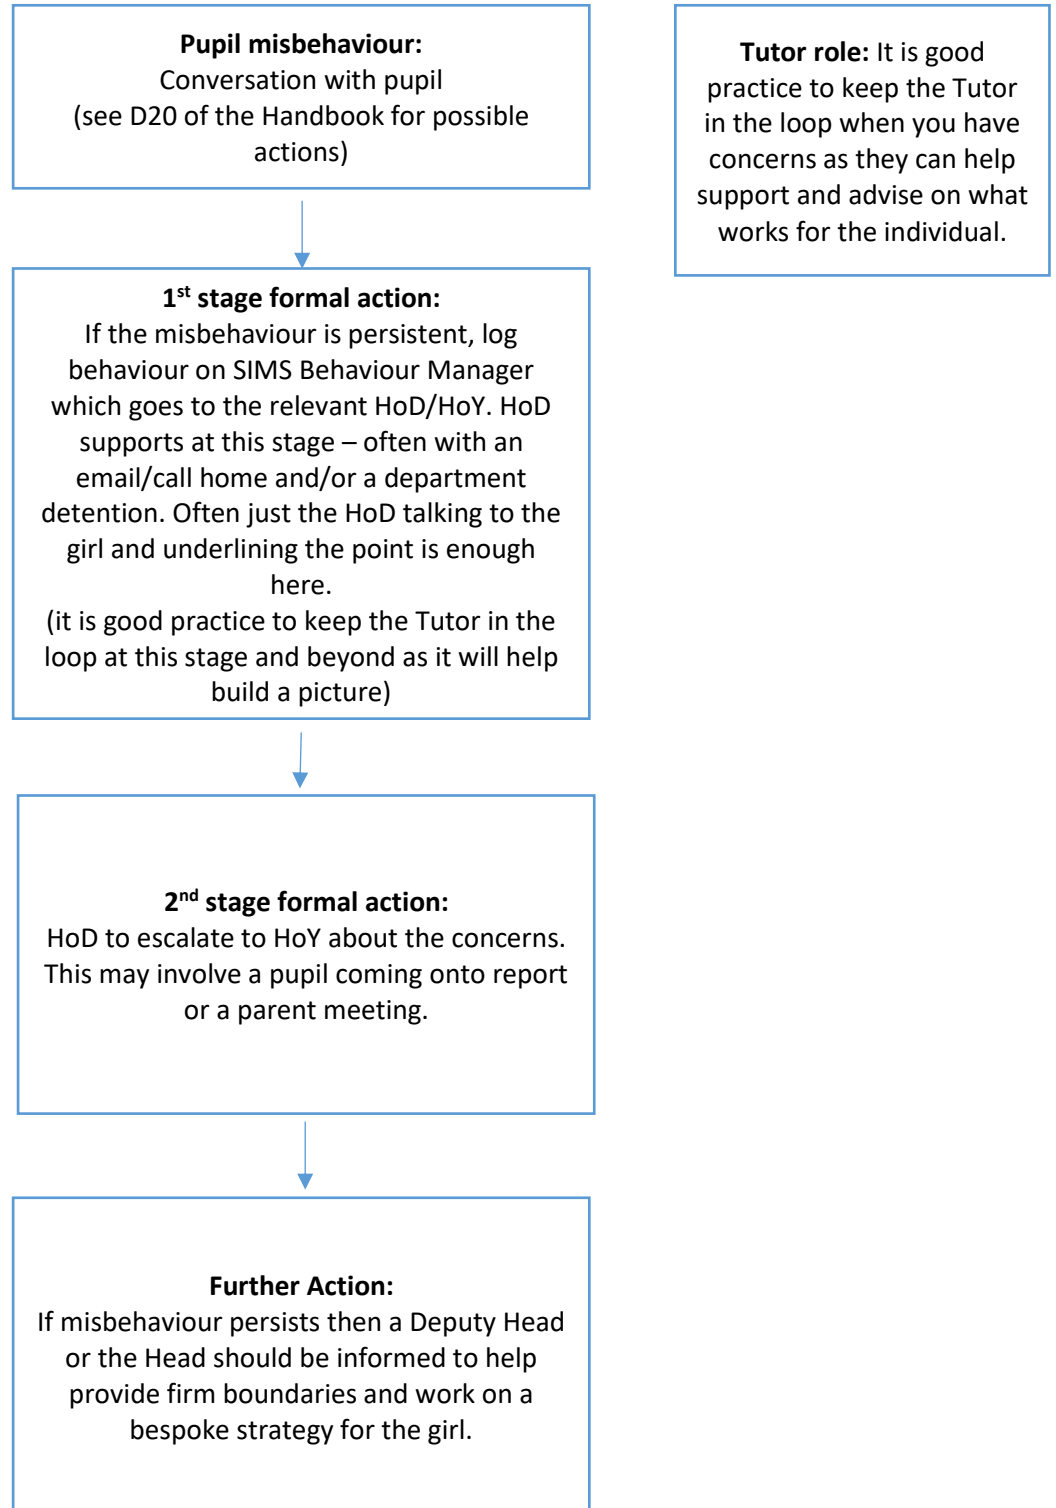 Pupil misbehaviour:
Conversation with pupil
(see D20 of the Handbook for possible
actions)
Tutor role: It is good
practice to keep the Tutor
in the loop when you have
concerns as they can help
support and advise on what
works for the individual.
1st stage formal action:
If the misbehaviour is persistent, log
behaviour on SIMS Behaviour Manager
which goes to the relevant HoD/HoY. HoD
supports at this stage – often with an
email/call home and/or a department
detention. Often just the HoD talking to the
girl and underlining the point is enough
here.
(it is good practice to keep the Tutor in the
loop at this stage and beyond as it will help
build a picture)
2nd stage formal action:
HoD to escalate to HoY about the concerns.
This may involve a pupil coming onto report
or a parent meeting.
Further Action:
If misbehaviour persists then a Deputy Head
or the Head should be informed to help
provide firm boundaries and work on a
bespoke strategy for the girl.